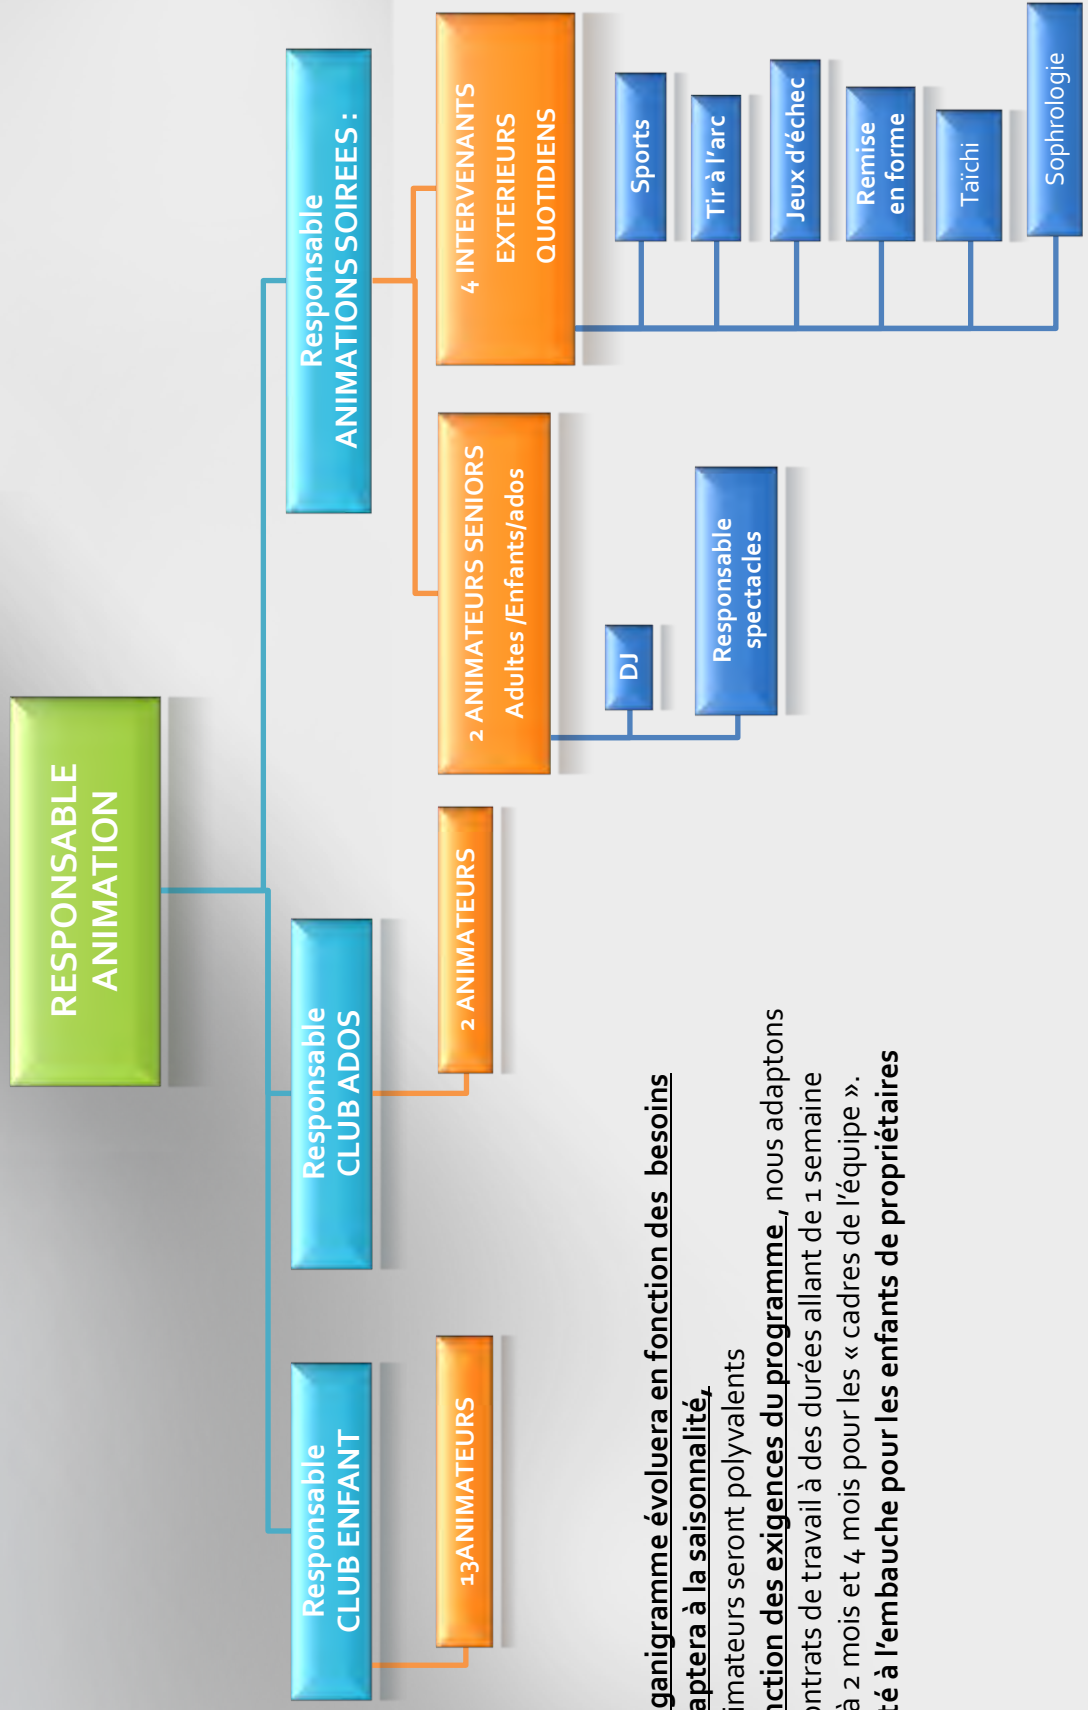 RESPONSABLE
ANIMATION
Responsable
CLUB ENFANT
13ANIMATEURS
Responsable
CLUB ADOS
2 ANIMATEURS
Responsable
ANIMATIONS SOIREES :
2 ANIMATEURS SENIORS
Adultes /Enfants/ados
DJ
Responsable
spectacles
4 INTERVENANTS
EXTERIEURS
QUOTIDIENS
Sports
Tir à l'arc
Jeux d'échec
Remise
en forme
Taïchi
Sophrologie
ganigramme évoluera en fonction des besoins
aptera à la saisonnalité,
imateurs seront polyvalents
nction des exigences du programme , nous adaptons
ontrats de travail à des durées allant de 1 semaine
à 2 mois et 4 mois pour les « cadres de l'équipe ».
té à l'embauche pour les enfants de propriétaires